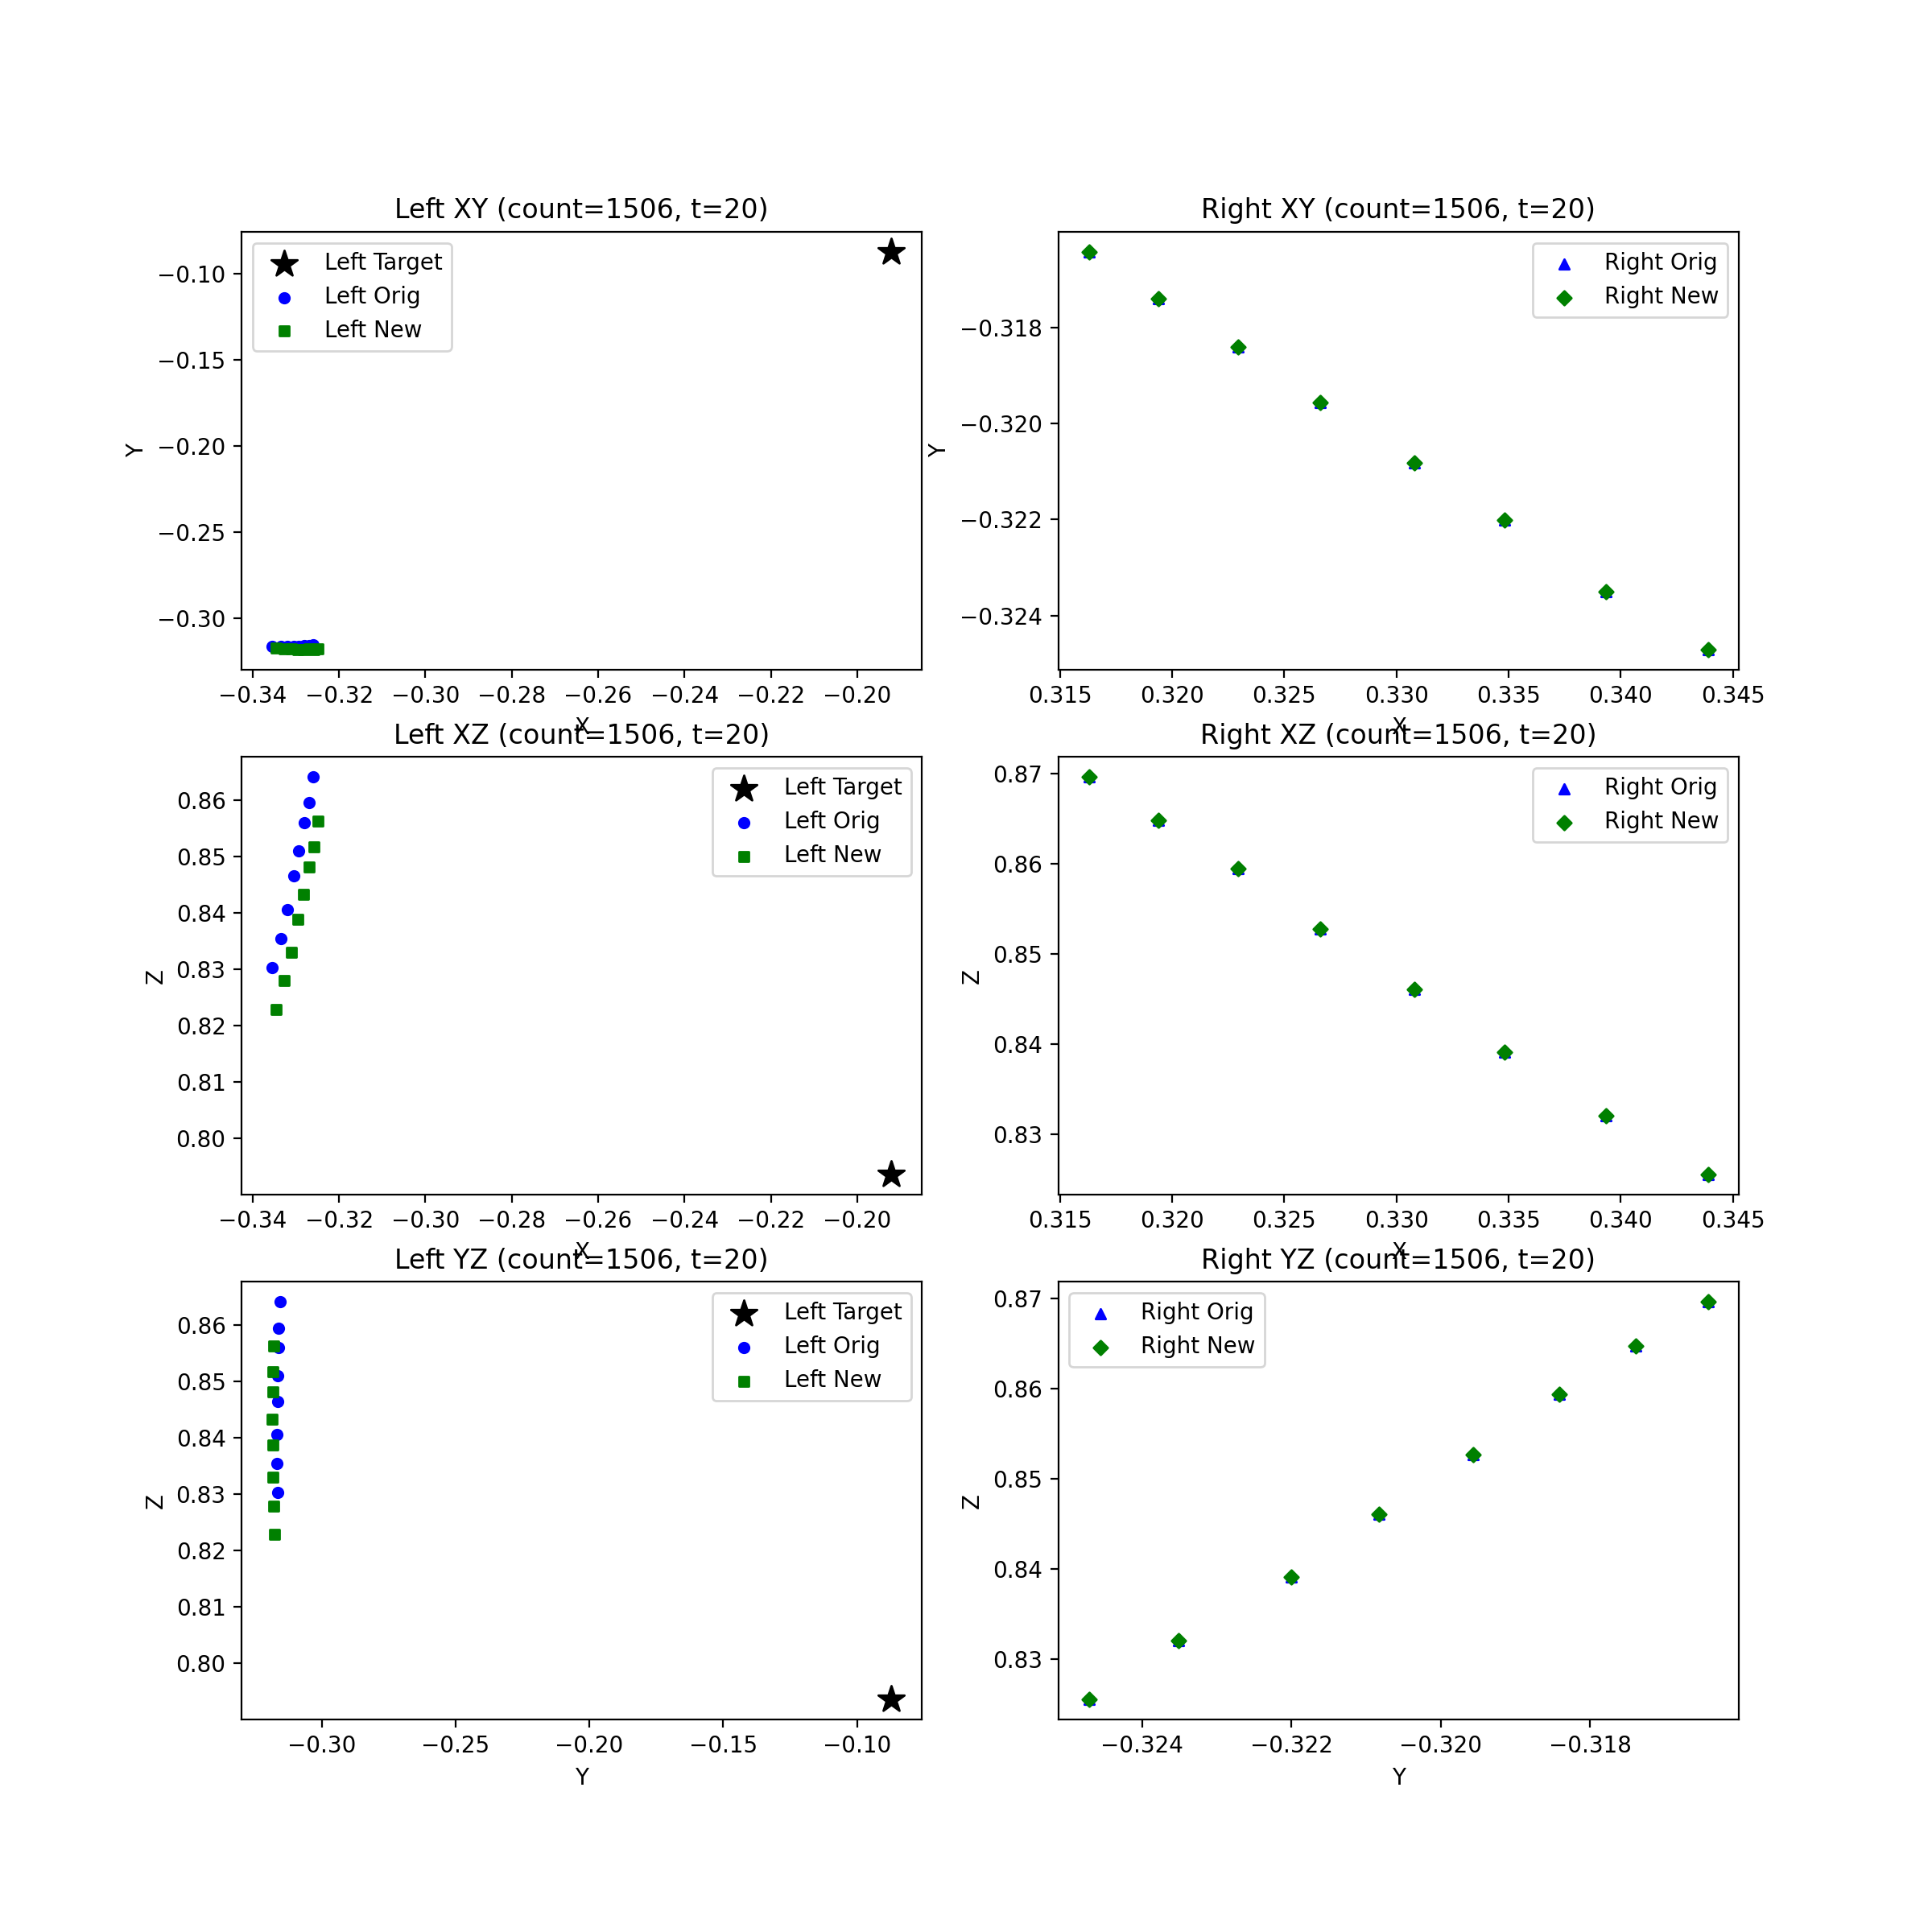 Left XY (count=1506, t=20)
Left Target
Left Orig
Left New
−0.10
−0.15
−0.20
−0.25
−0.30
Y
−0.34 −0.32 −0.30 −0.28 −0.26 −0.24 −0.22 −0.20
X
Right XY (count=1506, t=20)
Right Orig
Right New
−0.318
−0.320
−0.322
−0.324
Y
0.315 0.320 0.325 0.330 0.335 0.340 0.345
X
Left XZ (count=1506, t=20)
Left Target
Left Orig
Left New
0.86
0.85
0.84
0.83
0.82
0.81
0.80
Z
−0.34 −0.32 −0.30 −0.28 −0.26 −0.24 −0.22 −0.20
X
Right XZ (count=1506, t=20)
Right Orig
Right New
0.87
0.86
0.85
0.84
0.83
Z
0.315 0.320 0.325 0.330 0.335 0.340 0.345
X
Left YZ (count=1506, t=20)
Left Target
Left Orig
Left New
0.86
0.85
0.84
0.83
0.82
0.81
0.80
Z
−0.30 −0.25 −0.20 −0.15 −0.10
Y
Right YZ (count=1506, t=20)
Right Orig
Right New
0.87
0.86
0.85
0.84
0.83
Z
−0.324 −0.322 −0.320 −0.318
Y